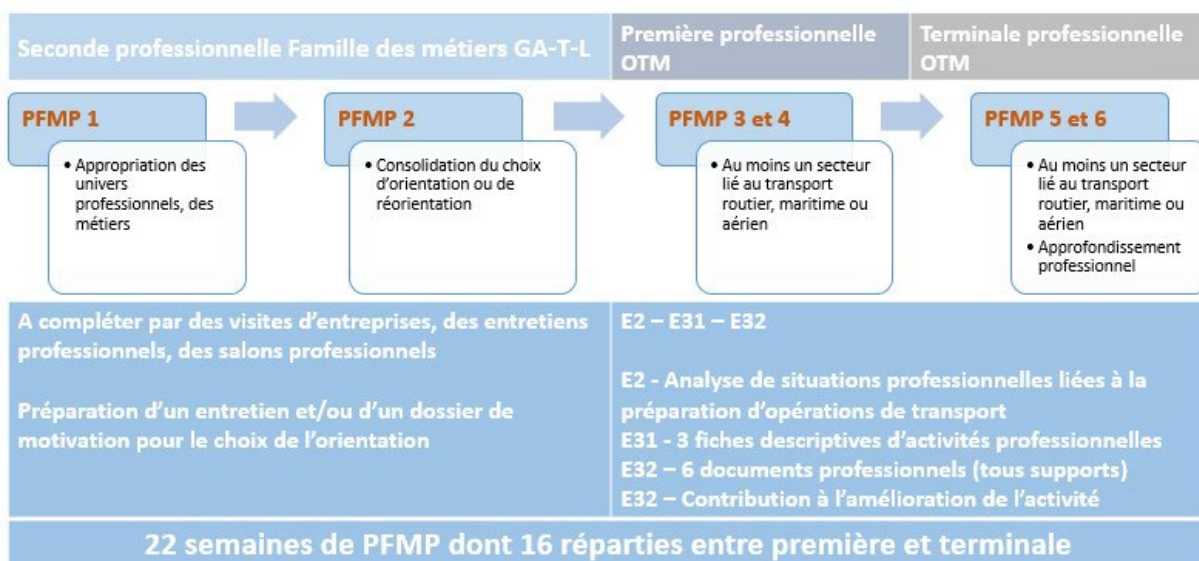 Seconde professionnelle Famille des métiers GA-T-L
Première professionnelle
OTM
Terminale professionnelle
OTM
PFMP 1
• Appropriation des
univers
professionnels, des
métiers
PFMP 2
• Consolidation du choix
d'orientation ou de
réorientation
PFMP 3 et 4
• Au moins un secteur
lié au transport
routier, maritime ou
aérien
PFMP 5 et 6
• Au moins un secteur
lié au transport
routier, maritime ou
aérien
• Approfondissement
professionnel
A compléter par des visites d'entreprises, des entretiens
professionnels, des salons professionnels
Préparation d'un entretien et/ou d'un dossier de
motivation pour le choix de l'orientation
E2 – E31 – E32
E2 - Analyse de situations professionnelles liées à la
préparation d'opérations de transport
E31 - 3 fiches descriptives d'activités professionnelles
E32 – 6 documents professionnels (tous supports)
E32 – Contribution à l'amélioration de l'activité
22 semaines de PFMP dont 16 réparties entre première et terminale